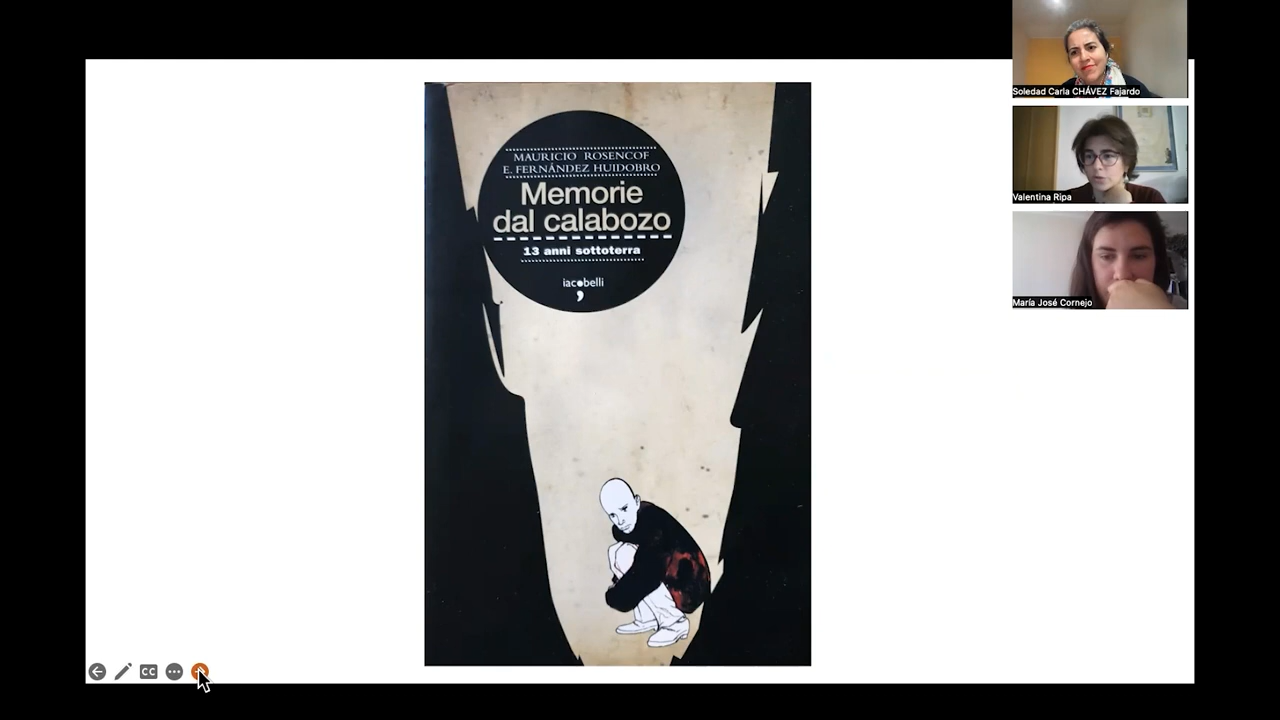 MAURICIO ROSENCOF
E. FERNÁNDEZ HUIDOBRO
Memorie
dal calabozo
13 anni sottoterra
iacobelli
Soledad Carla CHÁVEZ Fajardo
Valentina Ripa
María José Cornejo
CC